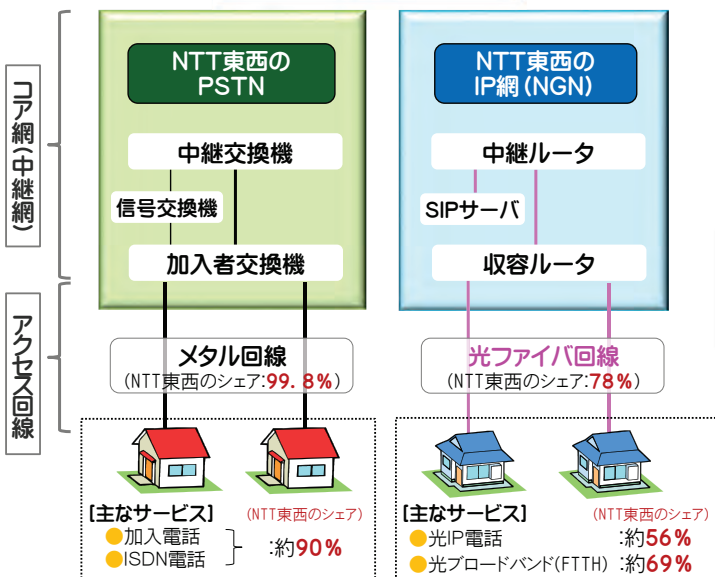 コア網(中継網)
アクセス回線
NTT東西の
PSTN
中継交換機
信号交換機
加入者交換機
メタル回線
(NTT東西のシェア:99.8%)
[主なサービス]
(NTT東西のシェア)
●加入電話
●ISDN電話
:約90%
NTT東西の
IP網(NGN)
中継ルータ
SIPサーバ
収容ルータ
光ファイバ回線
(NTT東西のシェア:78%)
[主なサービス]
(NTT東西のシェア)
●光IP電話 :約56%
●光ブロードバンド(FTTH) :約69%